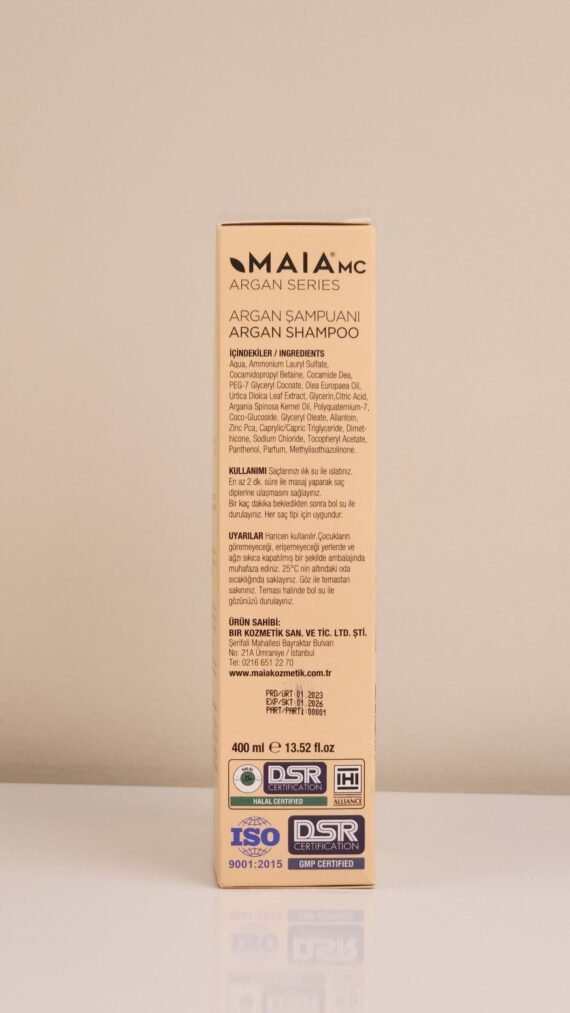 MAIA® MC
ARGAN SERIES
ARGAN ŞAMPUANI
ARGAN SHAMPOO
İÇİNDEKİLER / INGREDIENTS
Aqua, Ammonium Lauryl Sulfate,
Cocamidopropyl Betaine, Cocamide Dea,
PEG-7 Glyceryl Cocoate, Olea Europaea Oil,
Urtica Dioica Leaf Extract, Glycerin,Citric Acid,
Argania Spinosa Kernel Oil, Polyquaternium-7,
Coco-Glucoside, Glyceryl Oleate, Allantoin,
Zinc Pca, Caprylic/Capric Triglyceride, Dimet-
hicone, Sodium Chloride, Tocopheryl Acetate,
Panthenol, Parfum, Methylisothiazolinone.
KULLANIMI Saçlarınızı ılık su ile ıslatınız.
En az 2 dk. süre ile masaj yaparak saç
diplerine ulaşmasını sağlayınız.
Bir kaç dakika bekledikten sonra bol su ile
durulayınız. Her saç tipi için uygundur.
UYARILAR Haricen kullanılır. Çocukların
göremeyeceği, erişemeyeceği yerlerde ve
ağzı sıkıca kapatılmış bir şekilde ambalajında
muhafaza ediniz. 25°C nin altındaki oda
sıcaklığında saklayınız. Göz ile temastan
sakınınız. Teması halinde bol su ile
gözünüzü durulayınız.
ÜRÜN SAHİBİ:
BIR KOZMETİK SAN. VE TİC. LTD. ŞTİ.
Şerifali Mahallesi Bayraktar Bulvarı
No: 21A Ümraniye / İstanbul
Tel: 0216 651 22 70
www.maiakozmetik.com.tr
PRD/ÜRT:01.2023
EXP/SKT:01.2026
PART/PARTİ:00001
400 ml ℮ 13.52 fl.oz
HALAL
DSR
CERTIFICATION
HALAL CERTIFIED
IHI
ALLIANCE
ISO
9001:2015
DSR
CERTIFICATION
GMP CERTIFIED